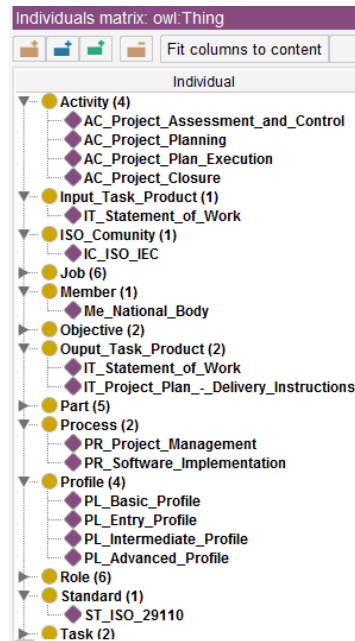 Individuals matrix: owl:Thing
Fit columns to content
Individual
Activity (4)
AC_Project_Assessment_and_Control
AC_Project_Planning
AC_Project_Plan_Execution
AC_Project_Closure
Input_Task_Product (1)
IT_Statement_of_Work
ISO_Comunity (1)
IC_ISO_IEC
Job (6)
Member (1)
Me_National_Body
Objective (2)
Ouput_Task_Product (2)
IT_Statement_of_Work
IT_Project_Plan_-_Delivery_Instructions
Part (5)
Process (2)
PR_Project_Management
PR_Software_Implementation
Profile (4)
PL_Basic_Profile
PL_Entry_Profile
PL_Intermediate_Profile
PL_Advanced_Profile
Role (6)
Standard (1)
ST_ISO_29110
Task (2)